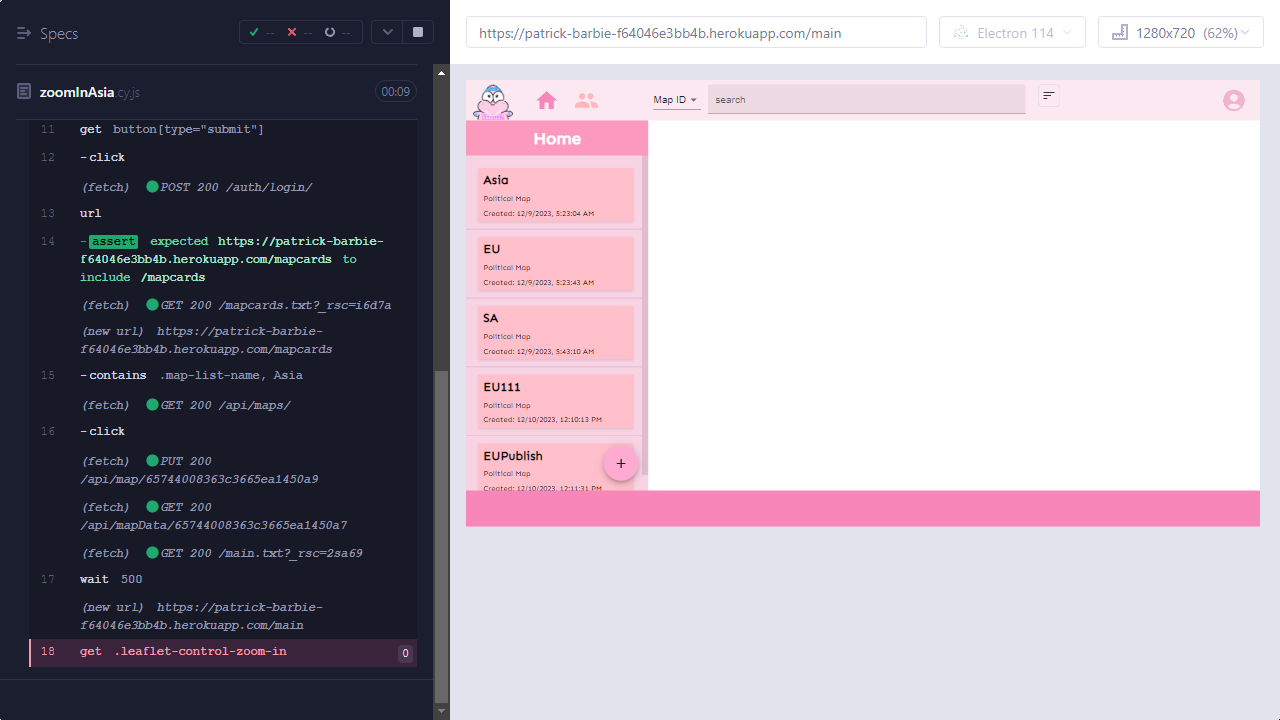 Specs
-- -- --
https://patrick-barbie-f64046e3bb4b.herokuapp.com/main
Electron 114
1280x720 (62%)
zoomInAsia.cy.js
00:09
11 get button[type="submit"]
12 -click
(fetch) POST 200 /auth/login/
13 url
14 -assert expected https://patrick-barbie-
f64046e3bb4b.herokuapp.com/mapcards to
include /mapcards
(fetch) GET 200 /mapcards.txt?_rsc=i6d7a
(new url) https://patrick-barbie-
f64046e3bb4b.herokuapp.com/mapcards
15 -contains .map-list-name, Asia
(fetch) GET 200 /api/maps/
16 -click
(fetch) PUT 200
/api/map/65744008363c3665ea1450a9
(fetch) GET 200
/api/mapData/65744008363c3665ea1450a7
(fetch) GET 200 /main.txt?_rsc=2sa69
17 wait 500
(new url) https://patrick-barbie-
f64046e3bb4b.herokuapp.com/main
18 get .leaflet-control-zoom-in 0
Map ID
search
Home
Asia
Political Map
Created: 12/9/2023, 5:23:04 AM
EU
Political Map
Created: 12/9/2023, 5:23:43 AM
SA
Political Map
Created: 12/9/2023, 5:43:10 AM
EU111
Political Map
Created: 12/10/2023, 12:10:13 PM
EUPublish
Political Map
Created: 12/10/2023, 12:11:31 PM
+